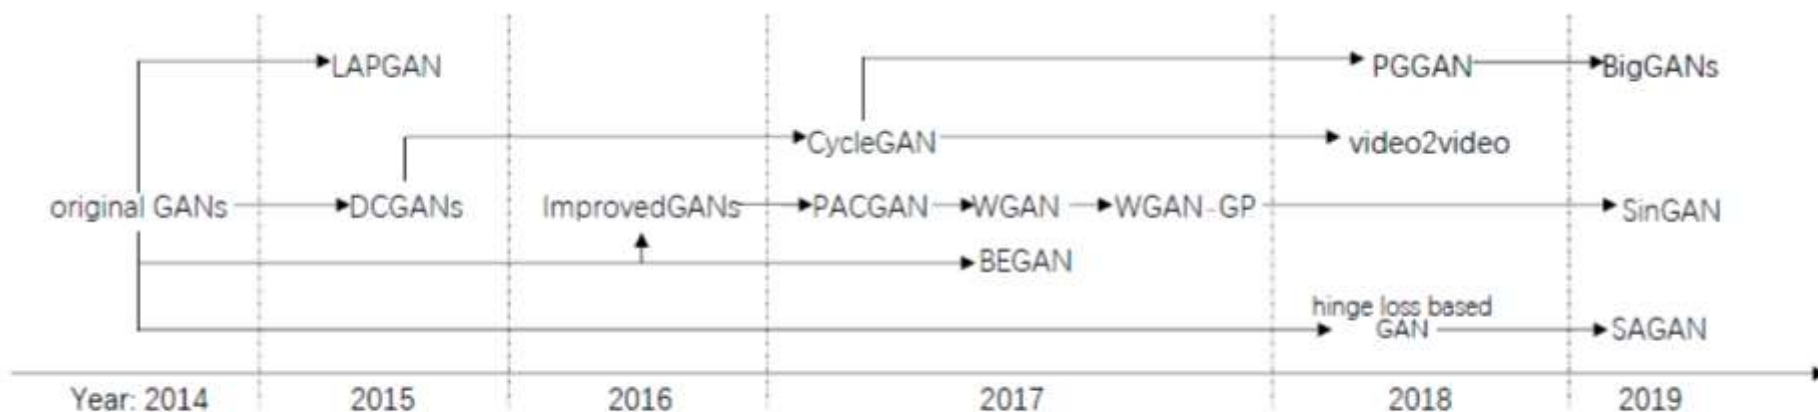 LAPGAN PGGAN BigGANs
CycleGAN video2video
original GANs DCGANs ImprovedGANs PACGAN WGAN WGAN-GP SinGAN
BEGAN
hinge loss based
GAN SAGAN
Year: 2014 2015 2016 2017 2018 2019